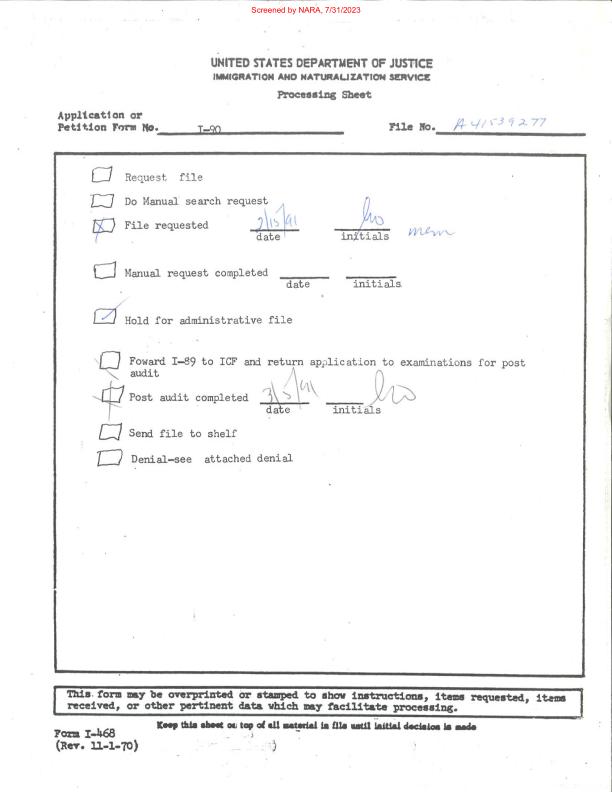 Screened by NARA, 7/31/2023
UNITED STATES DEPARTMENT OF JUSTICE
IMMIGRATION AND NATURALIZATION SERVICE
Processing Sheet
Application or
Petition Form No. I-90 File No. A41539277
Request file
Do Manual search request
File requested 2/15/91 mem
date initials
Manual request completed
date initials
Hold for administrative file
Foward I-89 to ICF and return application to examinations for post
audit
Post audit completed 3/5/91
date initials
Send file to shelf
Denial-see attached denial
This form may be overprinted or stamped to show instructions, items requested, items
received, or other pertinent data which may facilitate processing.
Keep this sheet on top of all material in file until initial decision is made
Form I-468
(Rev. 11-1-70)